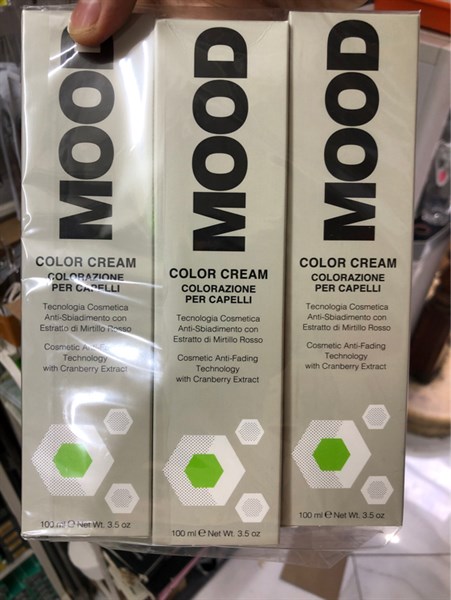 MOOD
COLOR CREAM
COLORAZIONE
PER CAPELLI
Tecnologia Cosmetica
Anti-Sbiadimento con
Estratto di Mirtillo Rosso
Cosmetic Anti-Fading
Technology
with Cranberry Extract
100 ml ℮ Net Wt. 3.5 oz
MOOD
COLOR CREAM
COLORAZIONE
PER CAPELLI
Tecnologia Cosmetica
Anti-Sbiadimento con
Estratto di Mirtillo Rosso
Cosmetic Anti-Fading
Technology
with Cranberry Extract
100 ml ℮ Net Wt. 3.5 oz
MOOD
COLOR CREAM
COLORAZIONE
PER CAPELLI
Tecnologia Cosmetica
Anti-Sbiadimento con
Estratto di Mirtillo Rosso
Cosmetic Anti-Fading
Technology
with Cranberry Extract
100 ml ℮ Net Wt. 3.5 oz